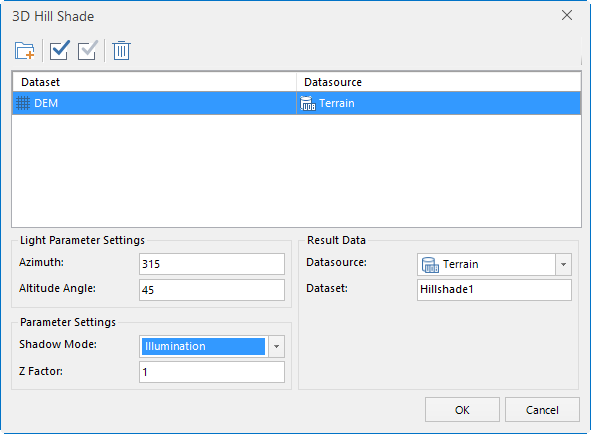 3D Hill Shade
Dataset Datasource
DEM Terrain
Light Parameter Settings
Azimuth: 315
Altitude Angle: 45
Parameter Settings
Shadow Mode: Illumination
Z Factor: 1
Result Data
Datasource: Terrain
Dataset: Hillshade1
OK Cancel